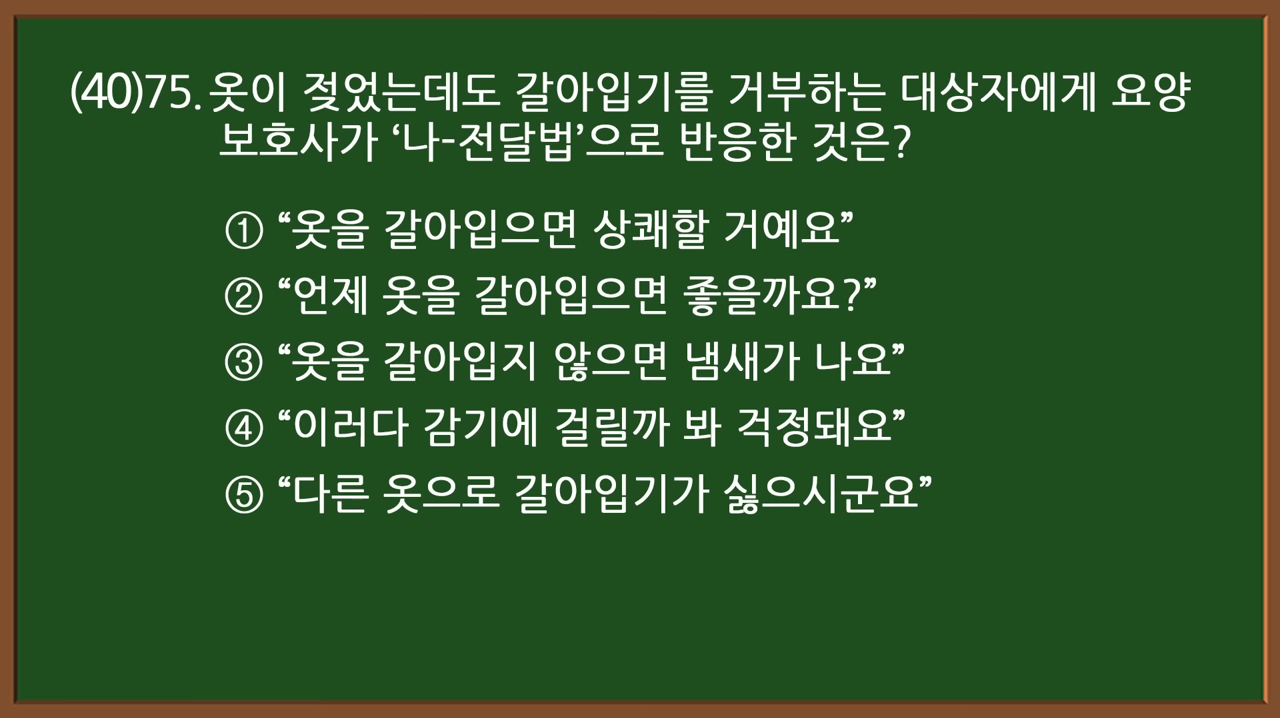 (40)75. 옷이 젖었는데도 갈아입기를 거부하는 대상자에게 요양
보호사가 ‘나-전달법’으로 반응한 것은?
① “옷을 갈아입으면 상쾌할 거예요”
② “언제 옷을 갈아입으면 좋을까요?”
③ “옷을 갈아입지 않으면 냄새가 나요”
④ “이러다 감기에 걸릴까 봐 걱정돼요”
⑤ “다른 옷으로 갈아입기가 싫으시군요”